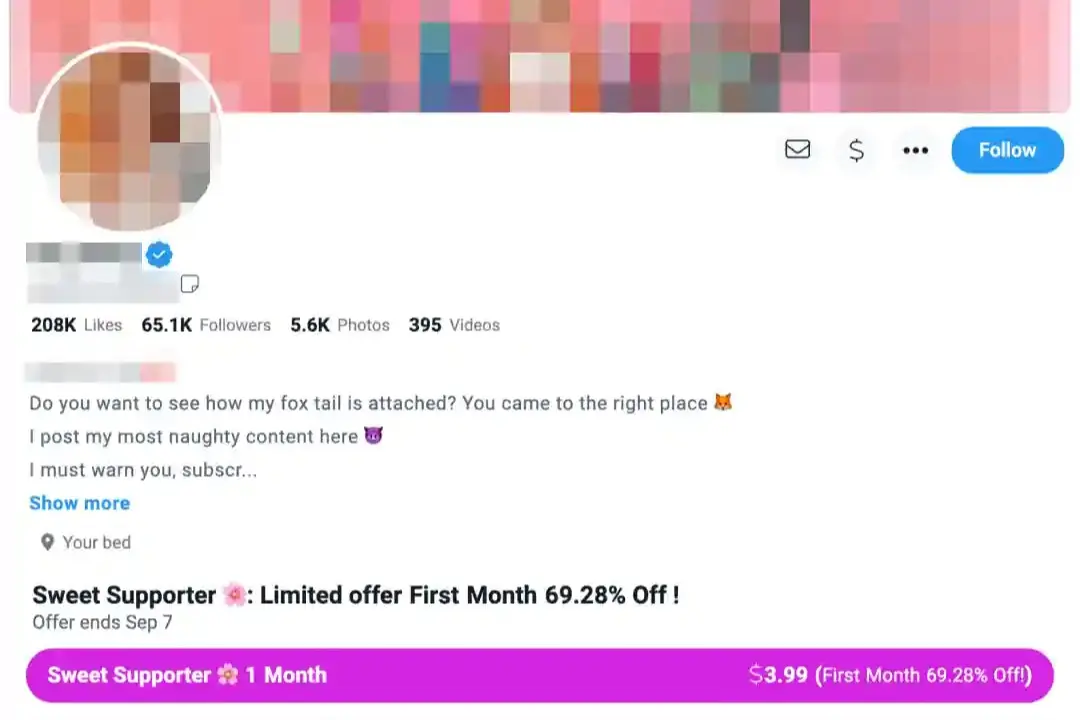 Follow
208K Likes 65.1K Followers 5.6K Photos 395 Videos
Do you want to see how my fox tail is attached? You came to the right place 🦊
I post my most naughty content here 😈
I must warn you, subscr...
Show more
Your bed
Sweet Supporter 🌸: Limited offer First Month 69.28% Off !
Offer ends Sep 7
Sweet Supporter 🌸 1 Month $3.99 (First Month 69.28% Off!)